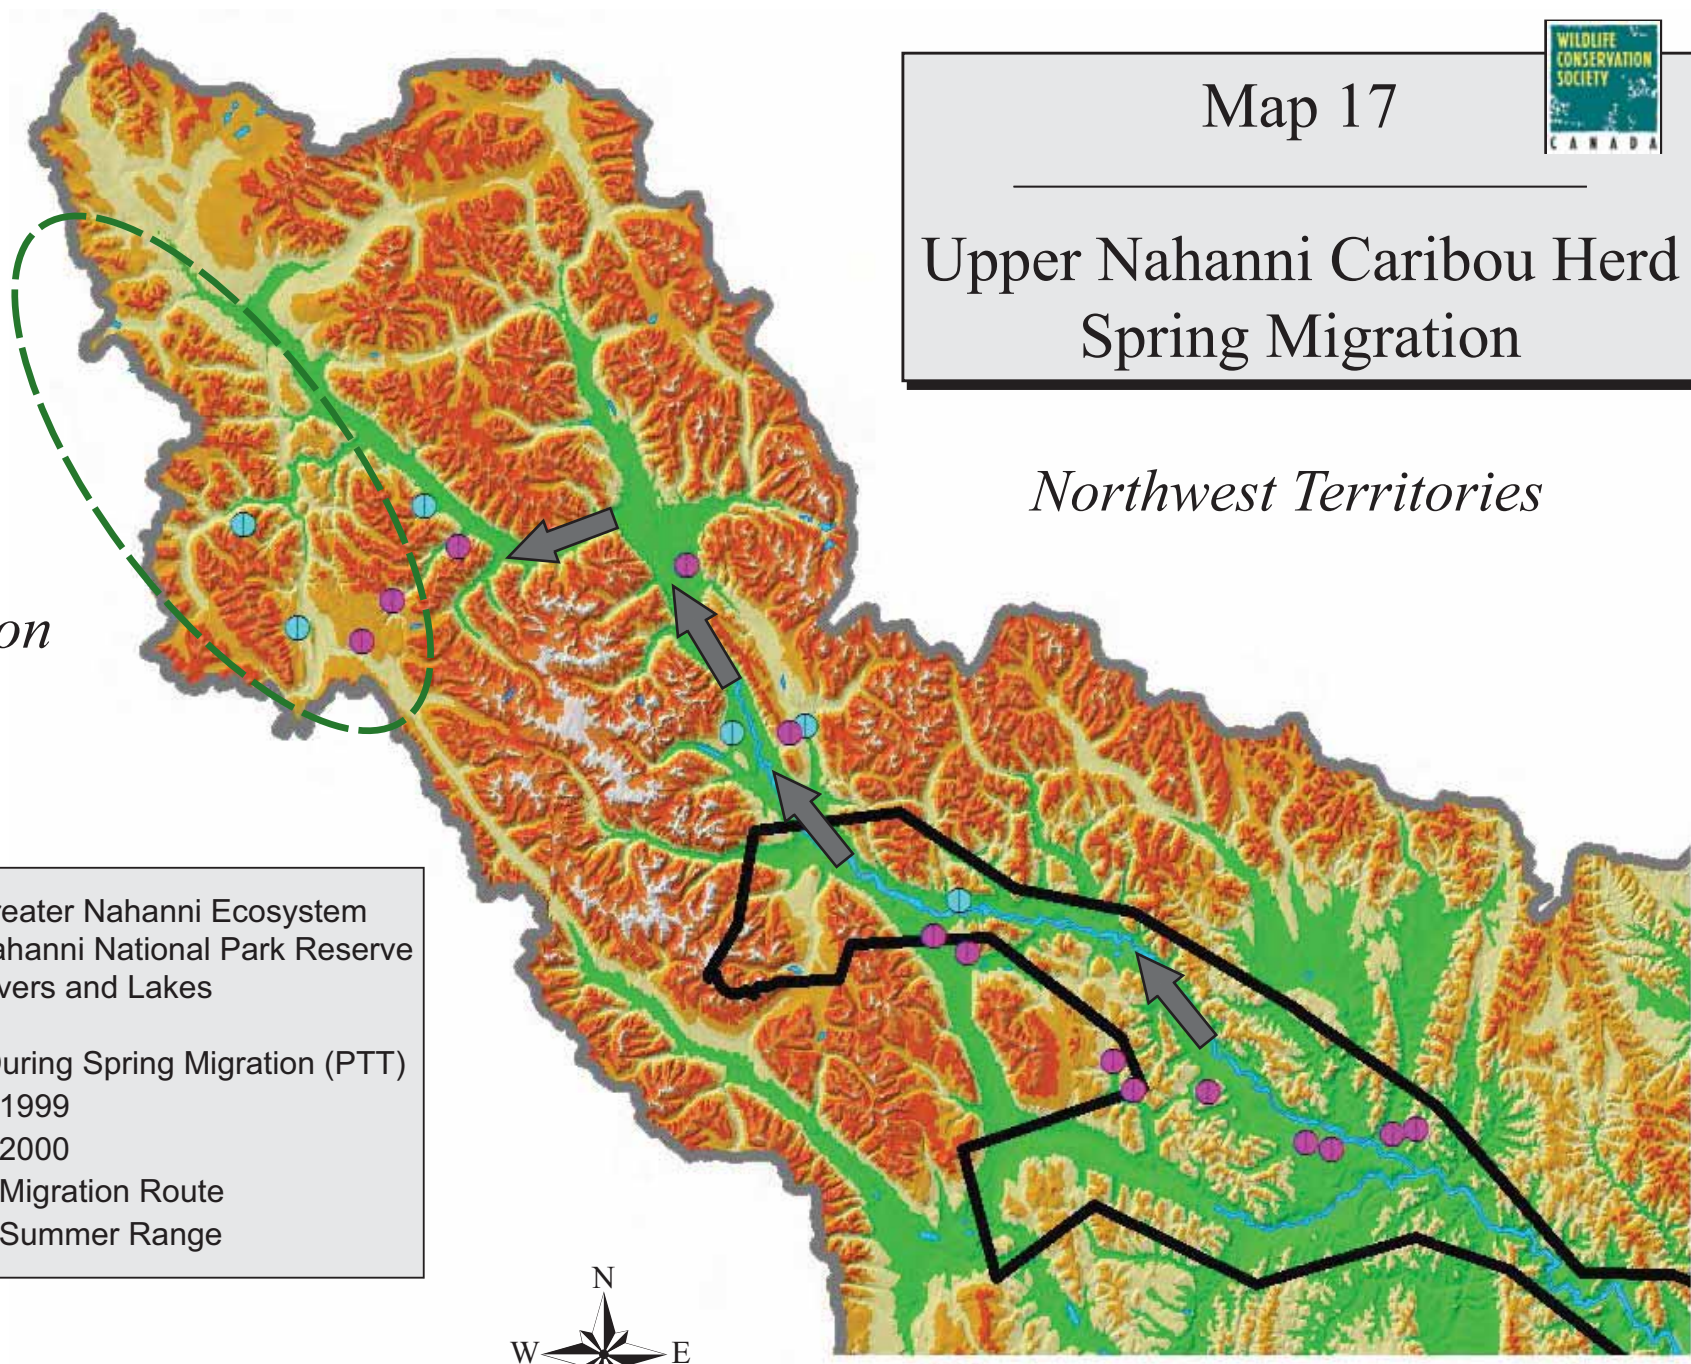 WILDLIFE
CONSERVATION
SOCIETY
CANADA
Map 17
Upper Nahanni Caribou Herd
Spring Migration
Northwest Territories
on
reater Nahanni Ecosystem
ahanni National Park Reserve
vers and Lakes
During Spring Migration (PTT)
1999
2000
Migration Route
Summer Range
N
W E